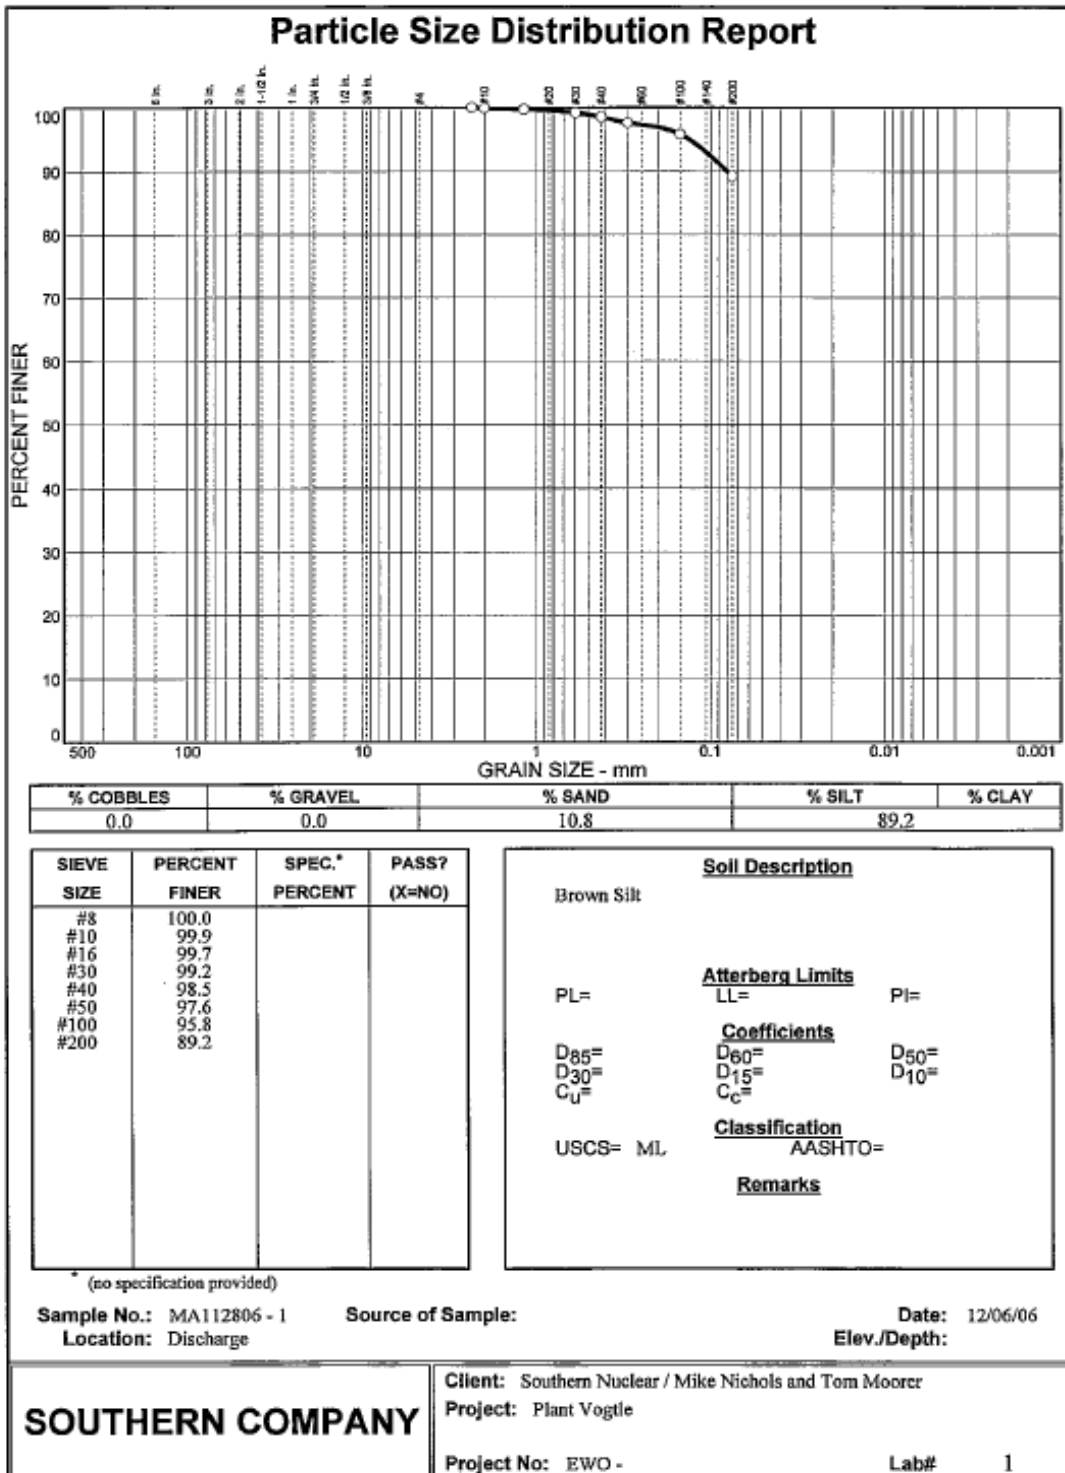 Particle Size Distribution Report
6 in. 3 in. 2 in. 1-1/2 in. 1 in. 3/4 in. 1/2 in. 3/8 in. #4 #10 #20 #30 #40 #60 #100 #140 #200
100
90
80
70
60
50
40
30
20
10
0
PERCENT FINER
500 100 10 1 0.1 0.01 0.001
GRAIN SIZE - mm
% COBBLES % GRAVEL % SAND % SILT % CLAY
0.0 0.0 10.8 89.2
SIEVE PERCENT SPEC.* PASS?
SIZE FINER PERCENT (X=NO)
#8 100.0
#10 99.9
#16 99.7
#30 99.2
#40 98.5
#50 97.6
#100 95.8
#200 89.2
* (no specification provided)
Soil Description
Brown Silt
Atterberg Limits
PL= LL= PI=
Coefficients
D85= D60= D50=
D30= D15= D10=
Cu= Cc=
Classification
USCS= ML AASHTO=
Remarks
Sample No.: MA112806 - 1 Source of Sample: Date: 12/06/06
Location: Discharge Elev./Depth:
SOUTHERN COMPANY
Client: Southern Nuclear / Mike Nichols and Tom Moorer
Project: Plant Vogtle
Project No: EWO - Lab# 1